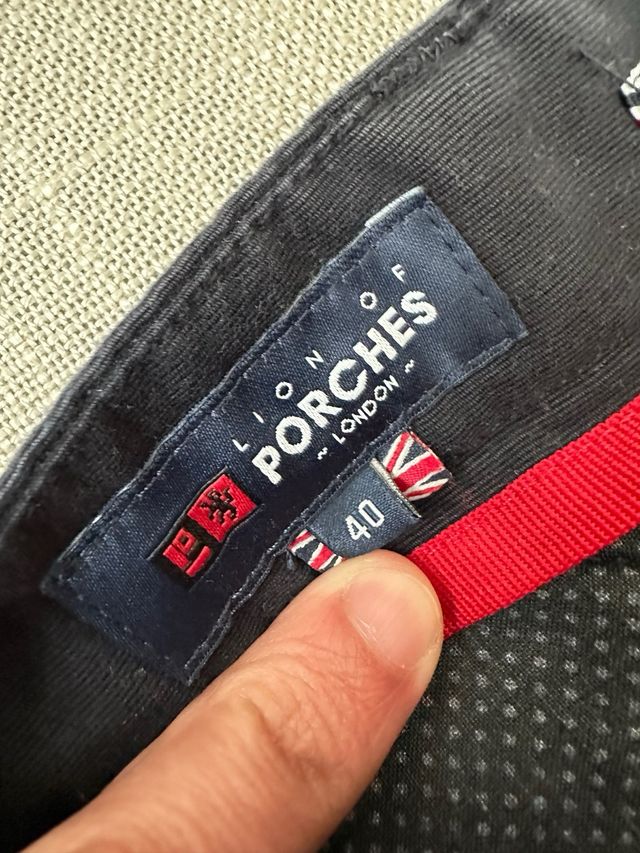 LION OF
PORCHES
~ LONDON ~
40